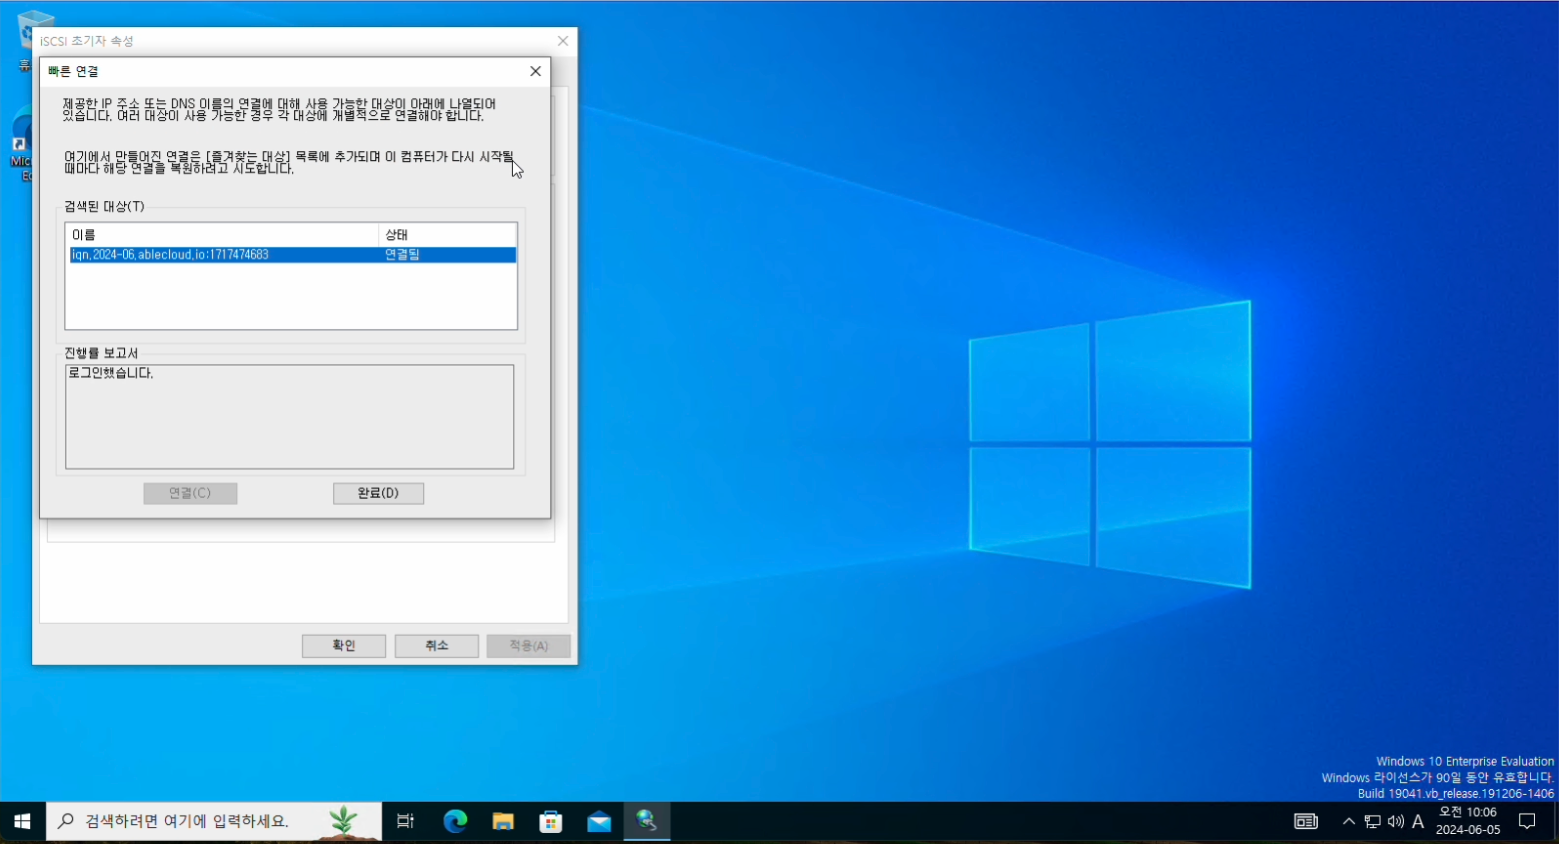 iSCSI 초기자 속성
빠른 연결
제공한 IP 주소 또는 DNS 이름의 연결에 대해 사용 가능한 대상이 아래에 나열되어
있습니다. 여러 대상이 사용 가능한 경우 각 대상에 개별적으로 연결해야 합니다.
여기에서 만들어진 연결은 [즐겨찾는 대상] 목록에 추가되며 이 컴퓨터가 다시 시작될
때마다 해당 연결을 복원하려고 시도합니다.
검색된 대상(T)
이름 상태
iqn.2024-06.ablecloud.io:1717474683 연결됨
진행률 보고서
로그인했습니다.
연결(C) 완료(D)
확인 취소 적용(A)
Windows 10 Enterprise Evaluation
Windows 라이선스가 90일 동안 유효합니다.
Build 19041.vb_release.191206-1406
검색하려면 여기에 입력하세요.
A
오전 10:06
2024-06-05